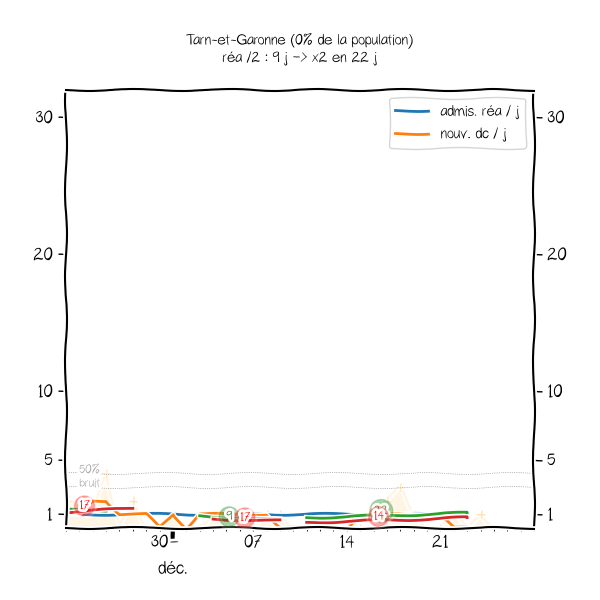 Tarn-et-Garonne (0% de la population)
réa /2 : 9 j -> x2 en 22 j
admis. réa / j
nouv. dc / j
30 30
20 20
10 10
5 5
50%
bruit
1 1
17 9 17 14
30 07 14 21
déc.